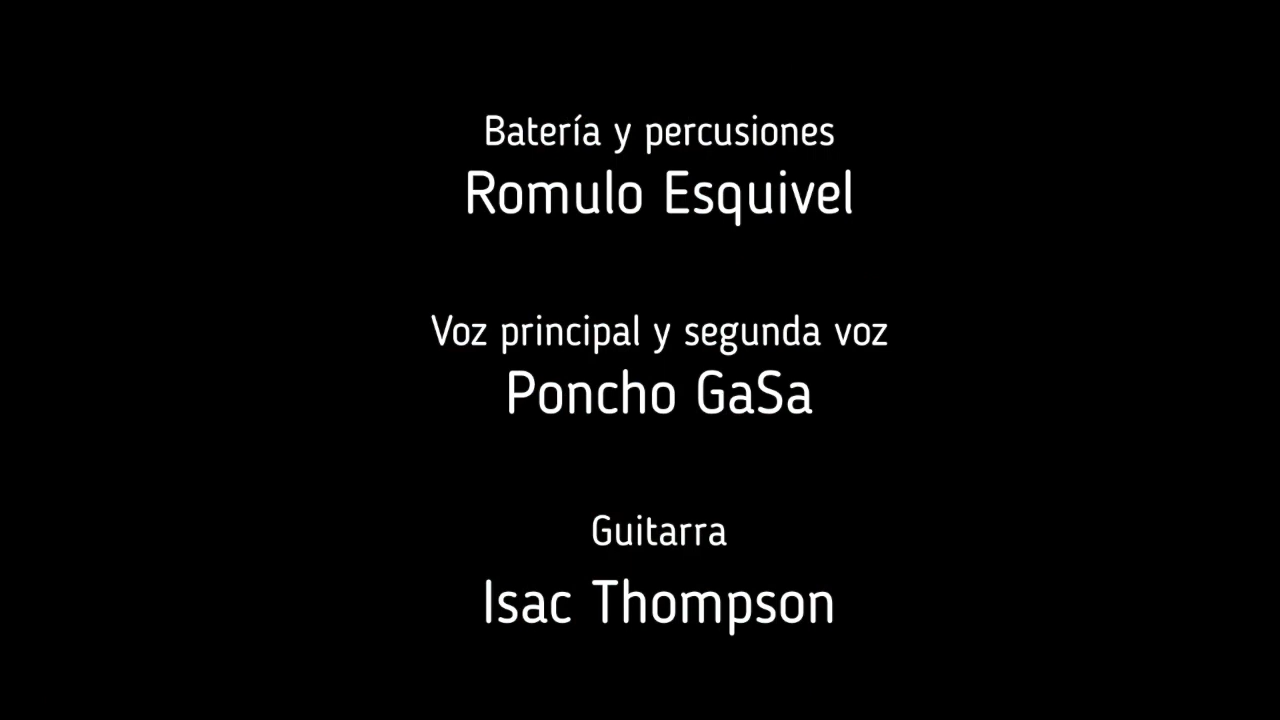 Batería y percusiones
Romulo Esquivel
Voz principal y segunda voz
Poncho GaSa
Guitarra
Isac Thompson